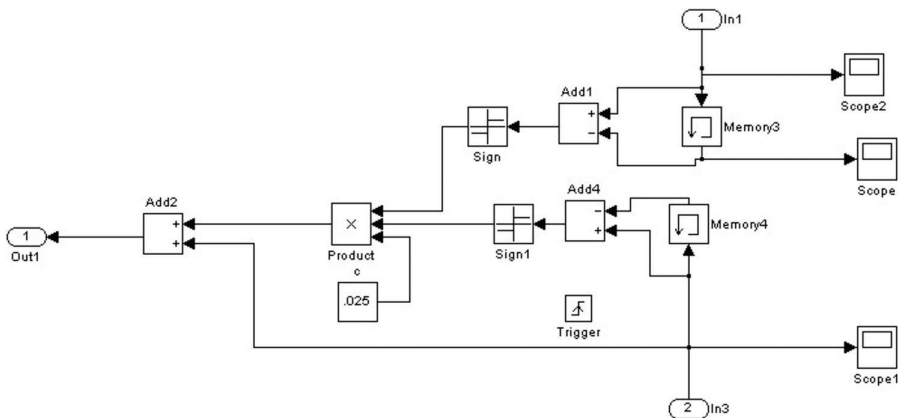 1
In1
Scope2
Add1
+
−
Memory3
Sign
Scope
Add4
−
+
Memory4
Add2
+
+
×
1
Out1
Product
Sign1
c
.025
Trigger
Scope1
2
In3